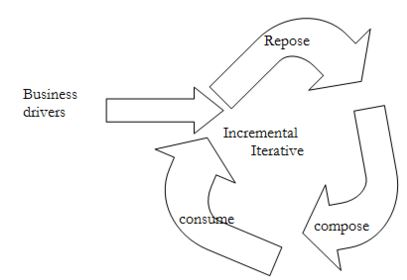 Repose
Business
drivers
Incremental
Iterative
consume
compose